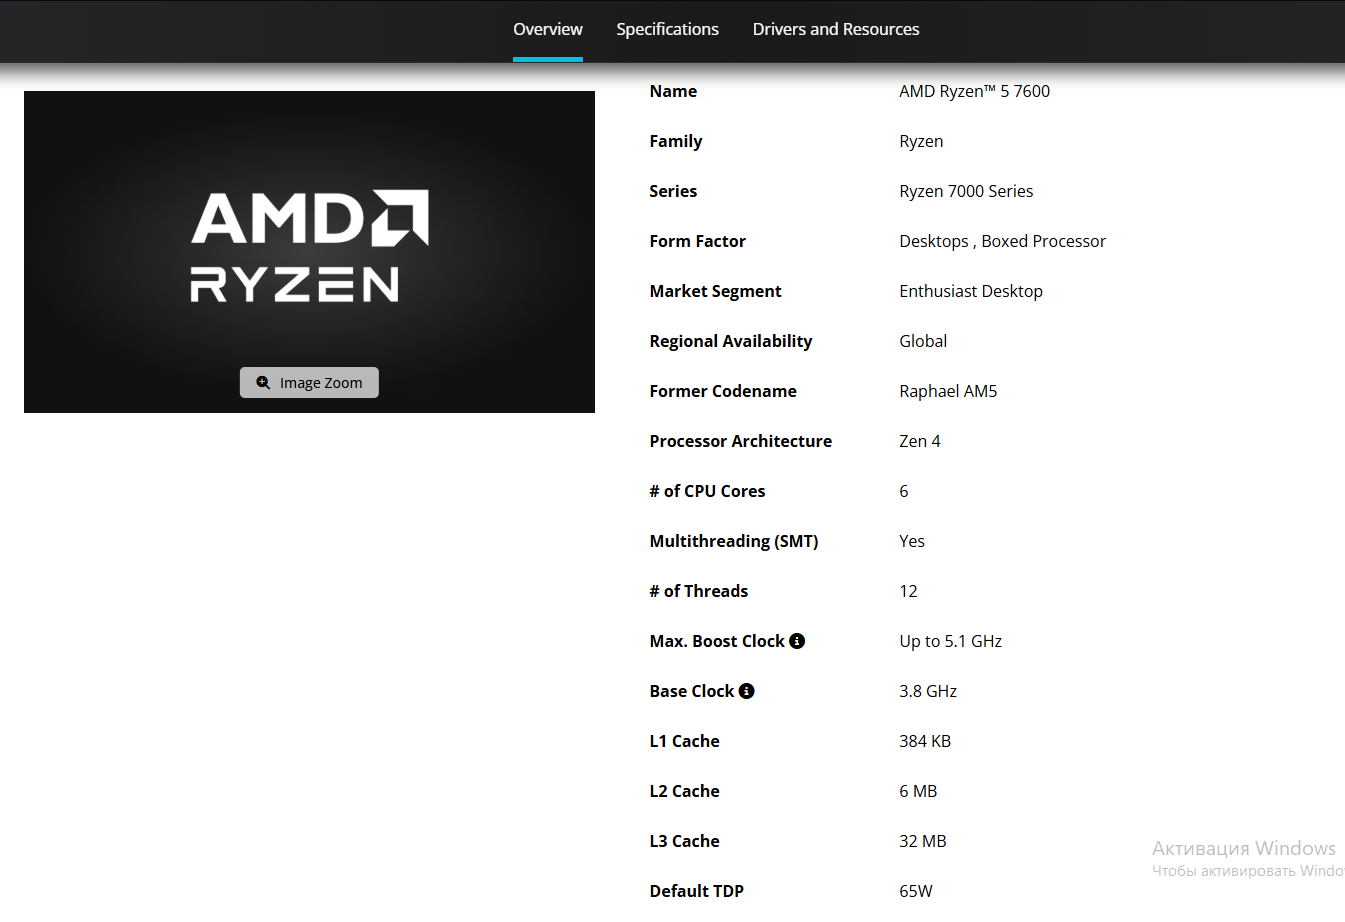 Overview Specifications Drivers and Resources
AMD
RYZEN
Image Zoom
Name AMD Ryzen™ 5 7600
Family Ryzen
Series Ryzen 7000 Series
Form Factor Desktops , Boxed Processor
Market Segment Enthusiast Desktop
Regional Availability Global
Former Codename Raphael AM5
Processor Architecture Zen 4
# of CPU Cores 6
Multithreading (SMT) Yes
# of Threads 12
Max. Boost Clock Up to 5.1 GHz
Base Clock 3.8 GHz
L1 Cache 384 KB
L2 Cache 6 MB
L3 Cache 32 MB
Default TDP 65W
Активация Windows
Чтобы активировать Windo